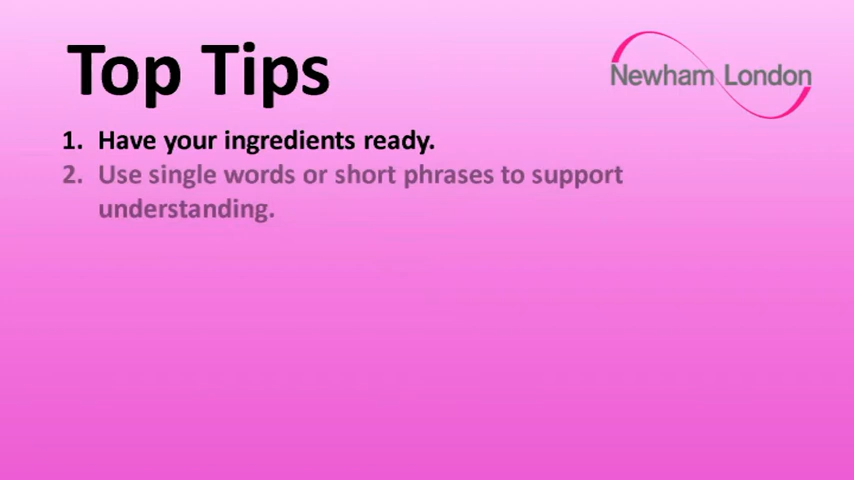 Top Tips
Newham London
1. Have your ingredients ready.
2. Use single words or short phrases to support
understanding.